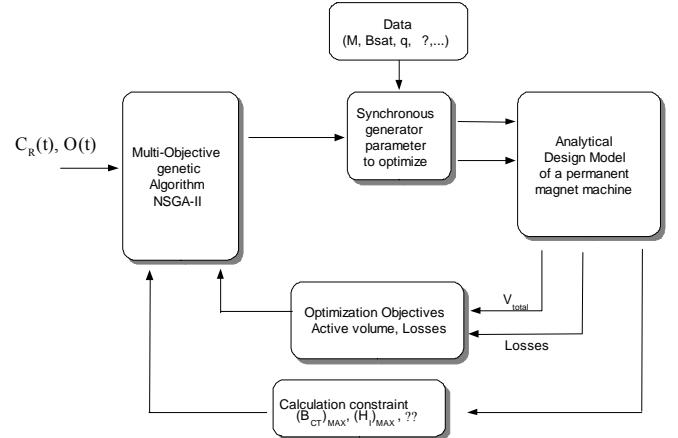 Data
(M, Bsat, q, ?,...)
C_R(t), O(t)
Multi-Objective
genetic
Algorithm
NSGA-II
Synchronous
generator
parameter
to optimize
Analytical
Design Model
of a permanent
magnet machine
Optimization Objectives
Active volume, Losses
V_total
Losses
Calculation constraint
(B_CT)_MAX, (H_I)_MAX , ??